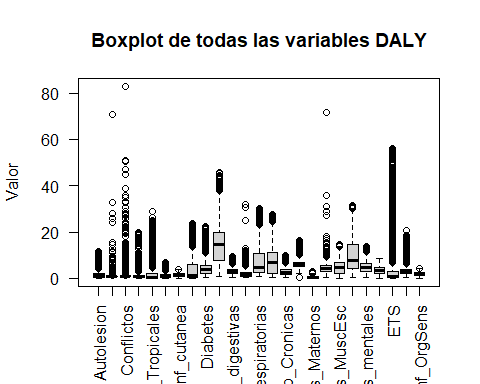 Boxplot de todas las variables DALY
Valor
80
60
40
20
0
Autolesion
Conflictos
_Tropicales
nf_cutanea
Diabetes
_digestivas
espiratorias
o_Cronicas
s_Maternos
s_MuscEsc
s_mentales
ETS
nf_OrgSens